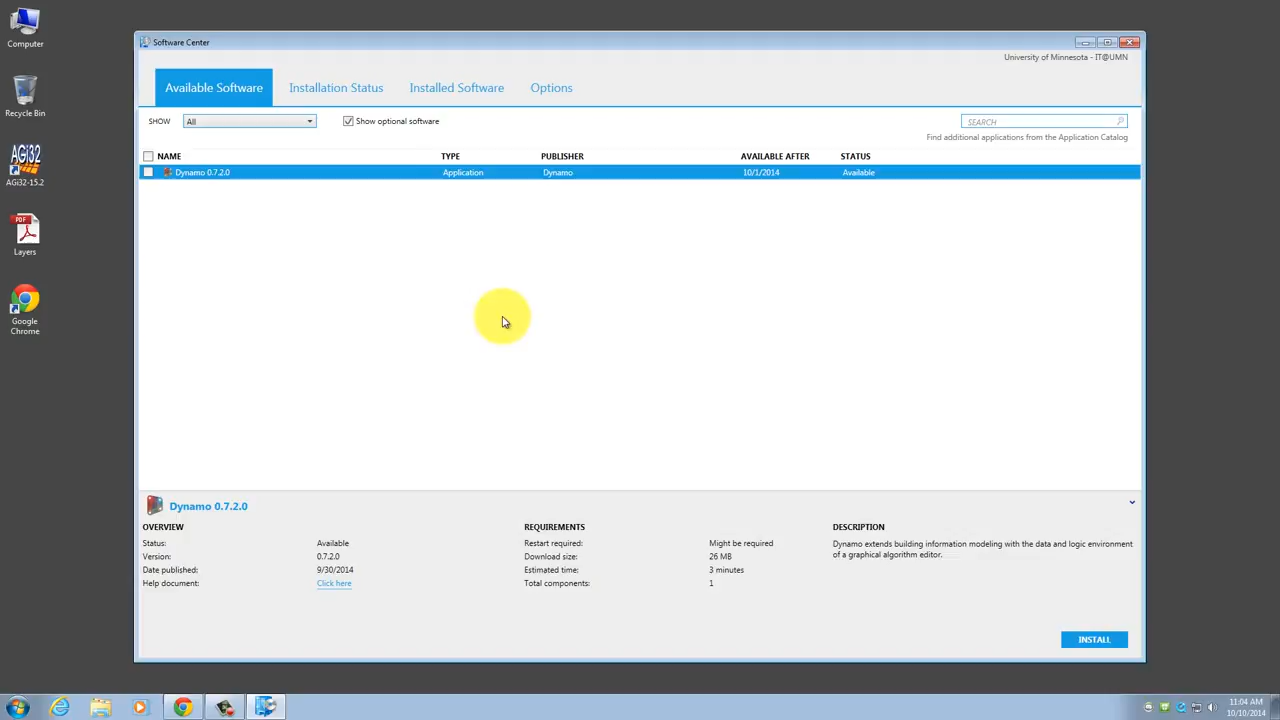 Computer
Recycle Bin
AGi32
AGi32-15.2
PDF
Layers
Google
Chrome
Software Center
University of Minnesota - IT@UMN
Available Software
Installation Status
Installed Software
Options
SHOW
All
Show optional software
SEARCH
Find additional applications from the Application Catalog
NAME TYPE PUBLISHER AVAILABLE AFTER STATUS
Dynamo 0.7.2.0 Application Dynamo 10/1/2014 Available
Dynamo 0.7.2.0
OVERVIEW
Status: Available
Version: 0.7.2.0
Date published: 9/30/2014
Help document: Click here
REQUIREMENTS
Restart required: Might be required
Download size: 26 MB
Estimated time: 3 minutes
Total components: 1
DESCRIPTION
Dynamo extends building information modeling with the data and logic environment
of a graphical algorithm editor.
INSTALL
11:04 AM
10/10/2014